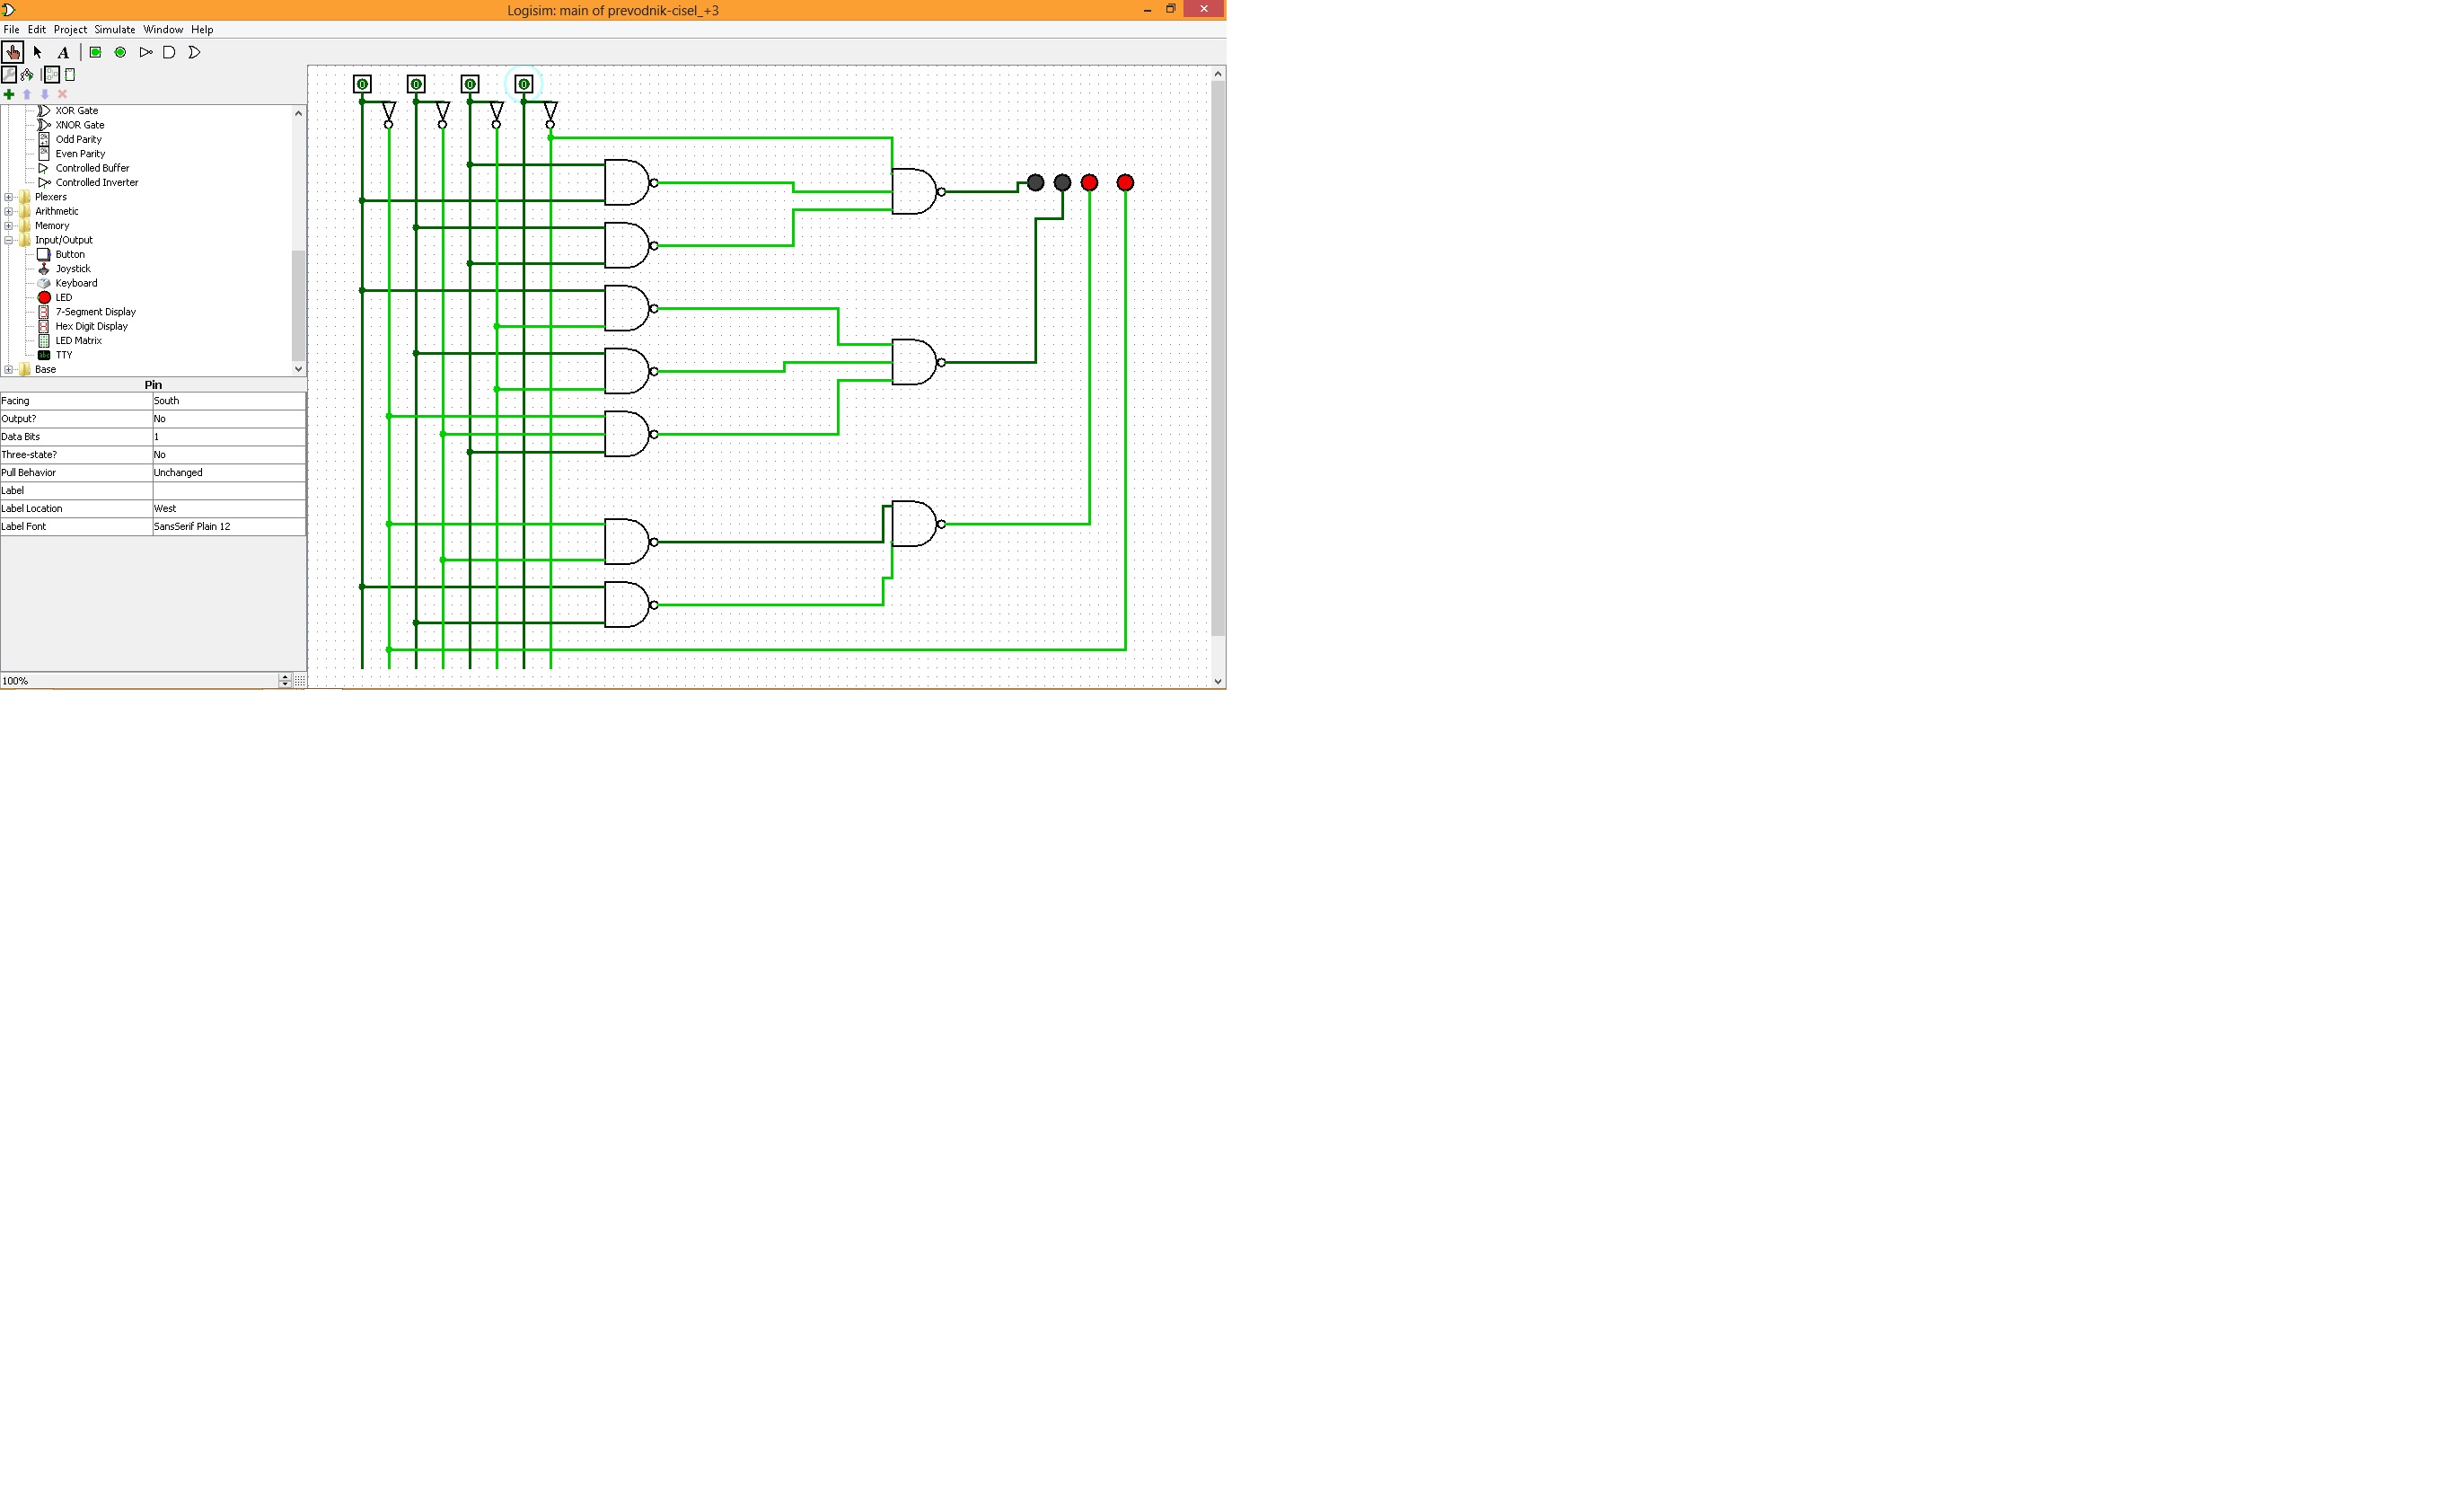 Logisim: main of prevodnik-cisel_+3
File Edit Project Simulate Window Help
A
XOR Gate
XNOR Gate
Odd Parity
Even Parity
Controlled Buffer
Controlled Inverter
Plexers
Arithmetic
Memory
Input/Output
Button
Joystick
Keyboard
LED
7-Segment Display
Hex Digit Display
LED Matrix
TTY
Base
Pin
Facing South
Output? No
Data Bits 1
Three-state? No
Pull Behavior Unchanged
Label
Label Location West
Label Font SansSerif Plain 12
100%
0 0 0 0